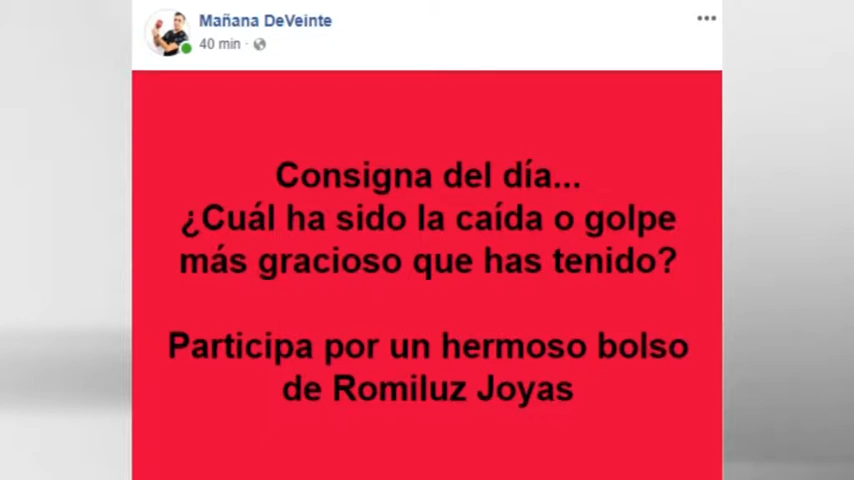 Mañana DeVeinte
40 min ·
Consigna del día...
¿Cuál ha sido la caída o golpe
más gracioso que has tenido?
Participa por un hermoso bolso
de Romiluz Joyas